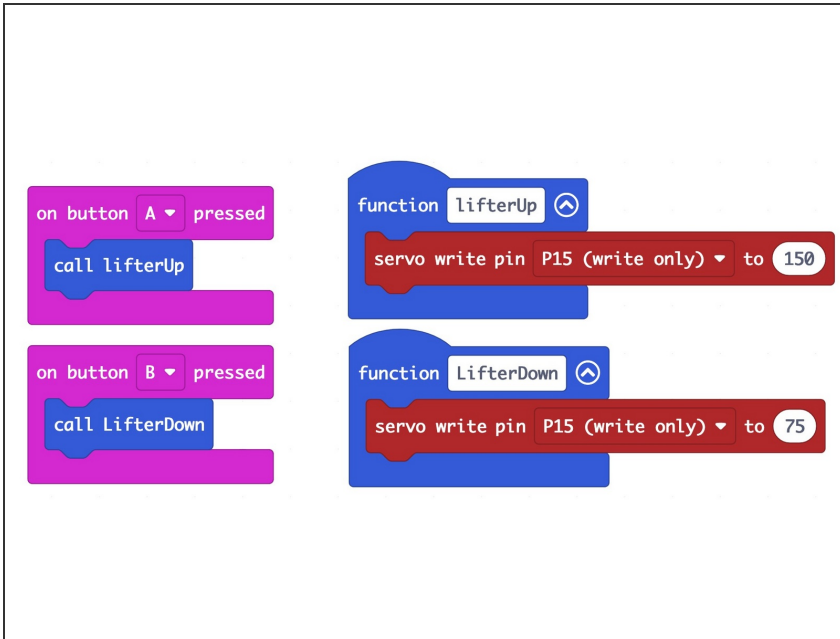 on button A pressed
call lifterUp
function lifterUp
servo write pin P15 (write only) to 150
on button B pressed
call LifterDown
function LifterDown
servo write pin P15 (write only) to 75